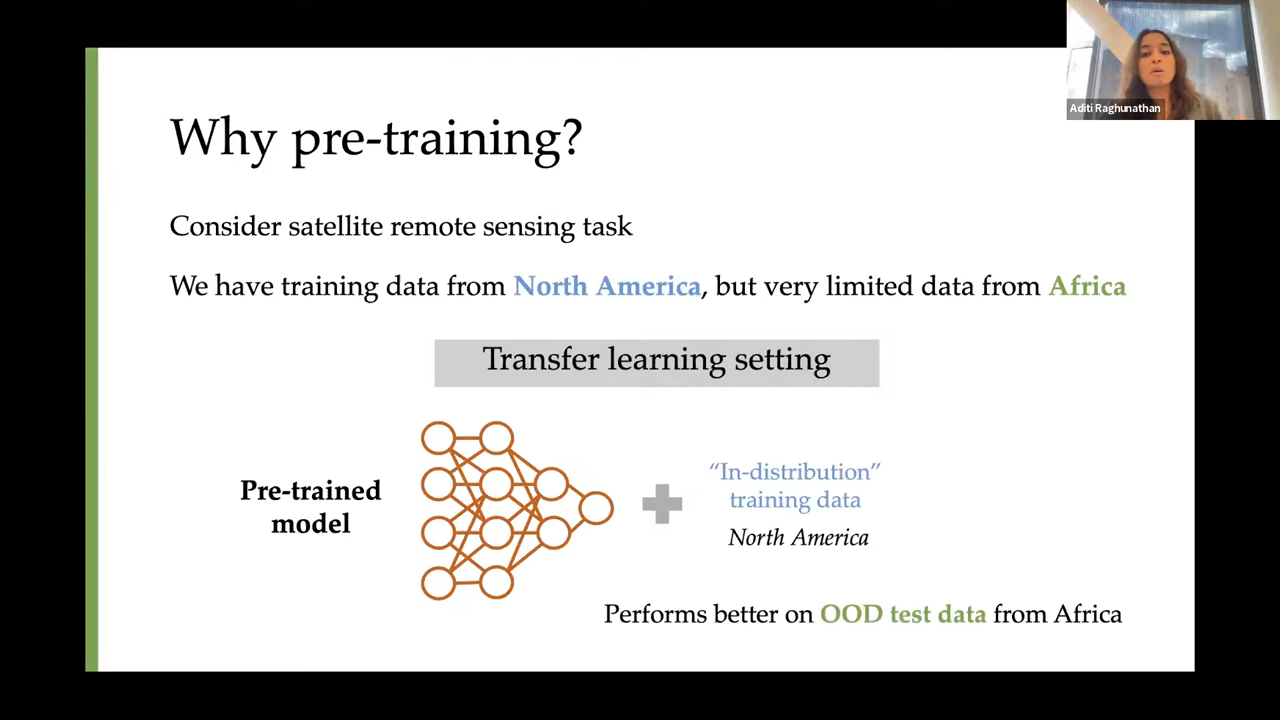 Aditi Raghunathan
Why pre-training?
Consider satellite remote sensing task
We have training data from North America, but very limited data from Africa
Transfer learning setting
Pre-trained
model
“In-distribution”
training data
North America
Performs better on OOD test data from Africa